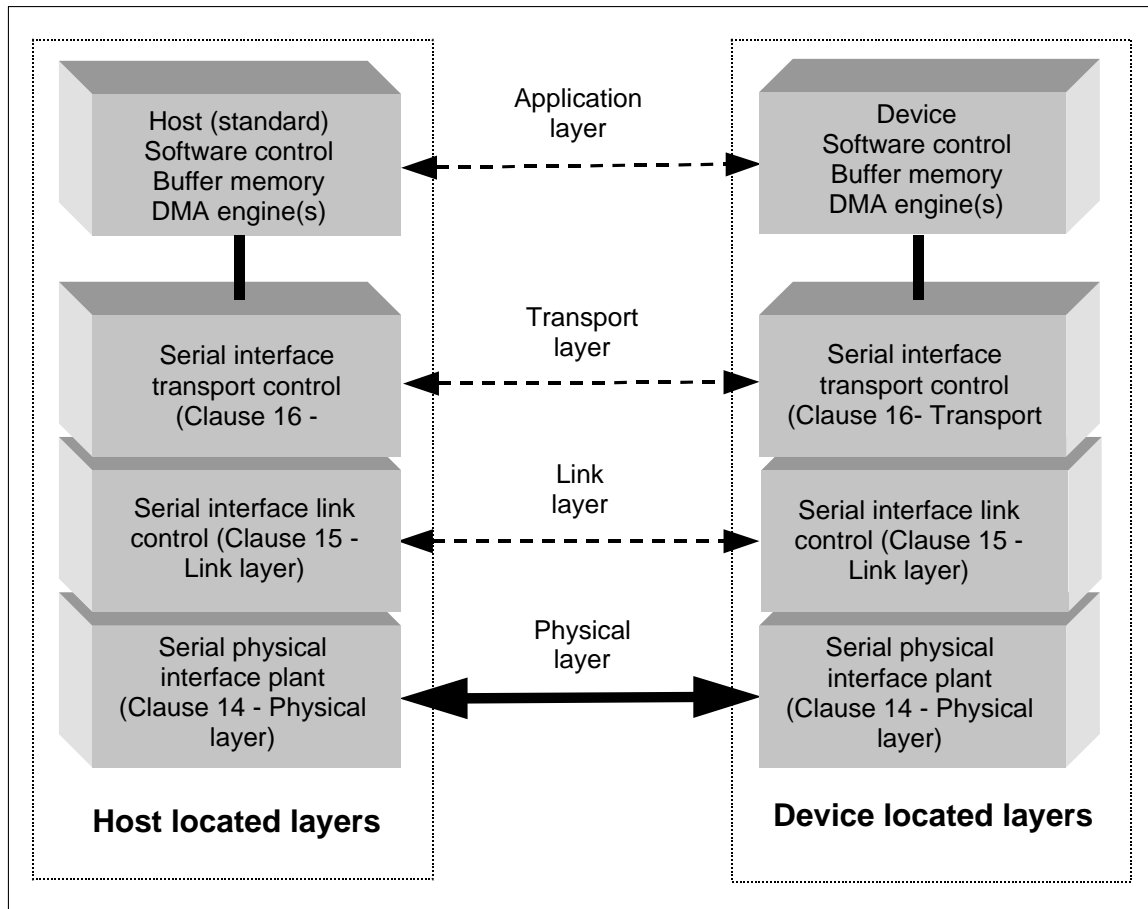 Host (standard)
Software control
Buffer memory
DMA engine(s)
Application
layer
Device
Software control
Buffer memory
DMA engine(s)
Serial interface
transport control
(Clause 16 -
Transport
layer
Serial interface
transport control
(Clause 16- Transport
Serial interface link
control (Clause 15 -
Link layer)
Link
layer
Serial interface link
control (Clause 15 -
Link layer)
Serial physical
interface plant
(Clause 14 - Physical
layer)
Physical
layer
Serial physical
interface plant
(Clause 14 - Physical
layer)
Host located layers
Device located layers